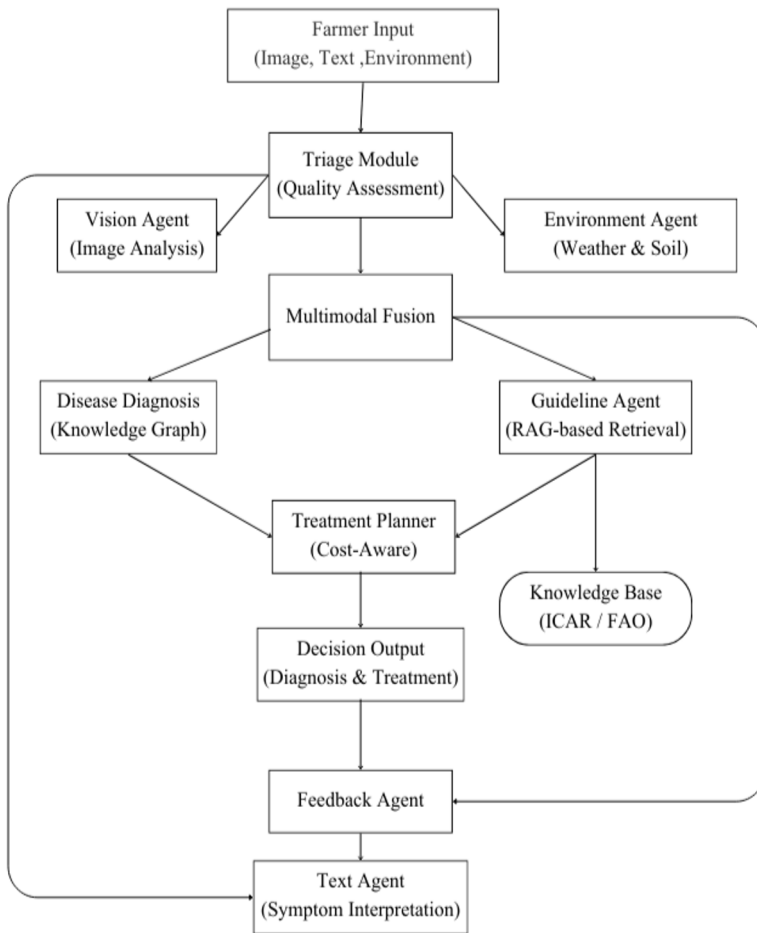 Farmer Input
(Image, Text ,Environment)
Triage Module
(Quality Assessment)
Vision Agent
(Image Analysis)
Environment Agent
(Weather & Soil)
Multimodal Fusion
Disease Diagnosis
(Knowledge Graph)
Guideline Agent
(RAG-based Retrieval)
Treatment Planner
(Cost-Aware)
Knowledge Base
(ICAR / FAO)
Decision Output
(Diagnosis & Treatment)
Feedback Agent
Text Agent
(Symptom Interpretation)